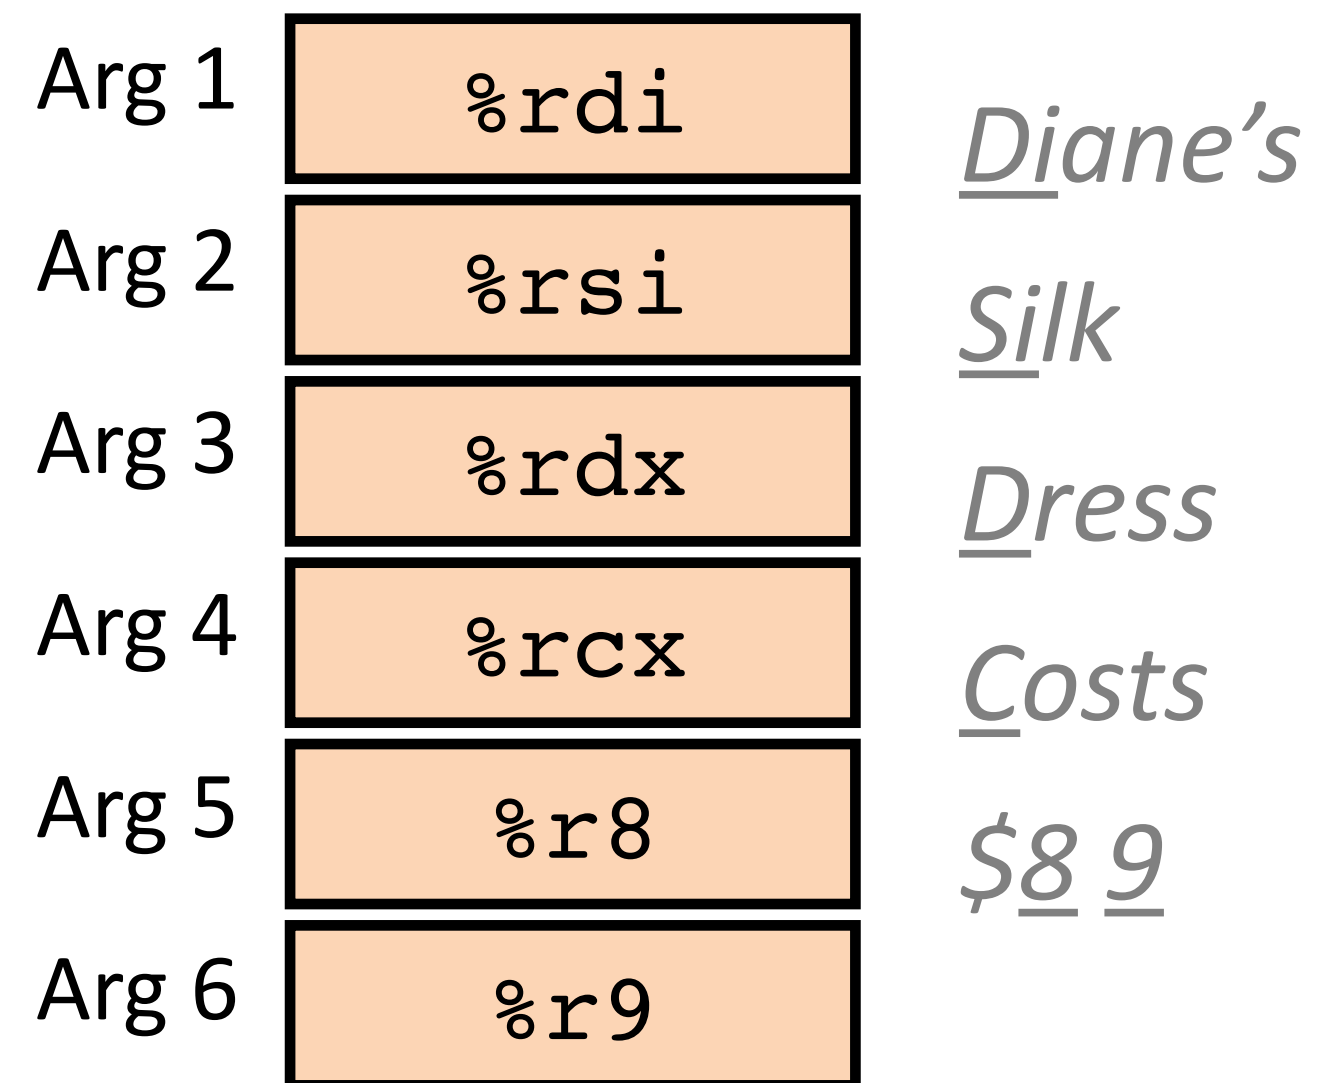 Arg 1 %rdi
Diane’s
Arg 2 %rsi
Silk
Arg 3 %rdx
Dress
Arg 4 %rcx
Costs
Arg 5 %r8
$8 9
Arg 6 %r9